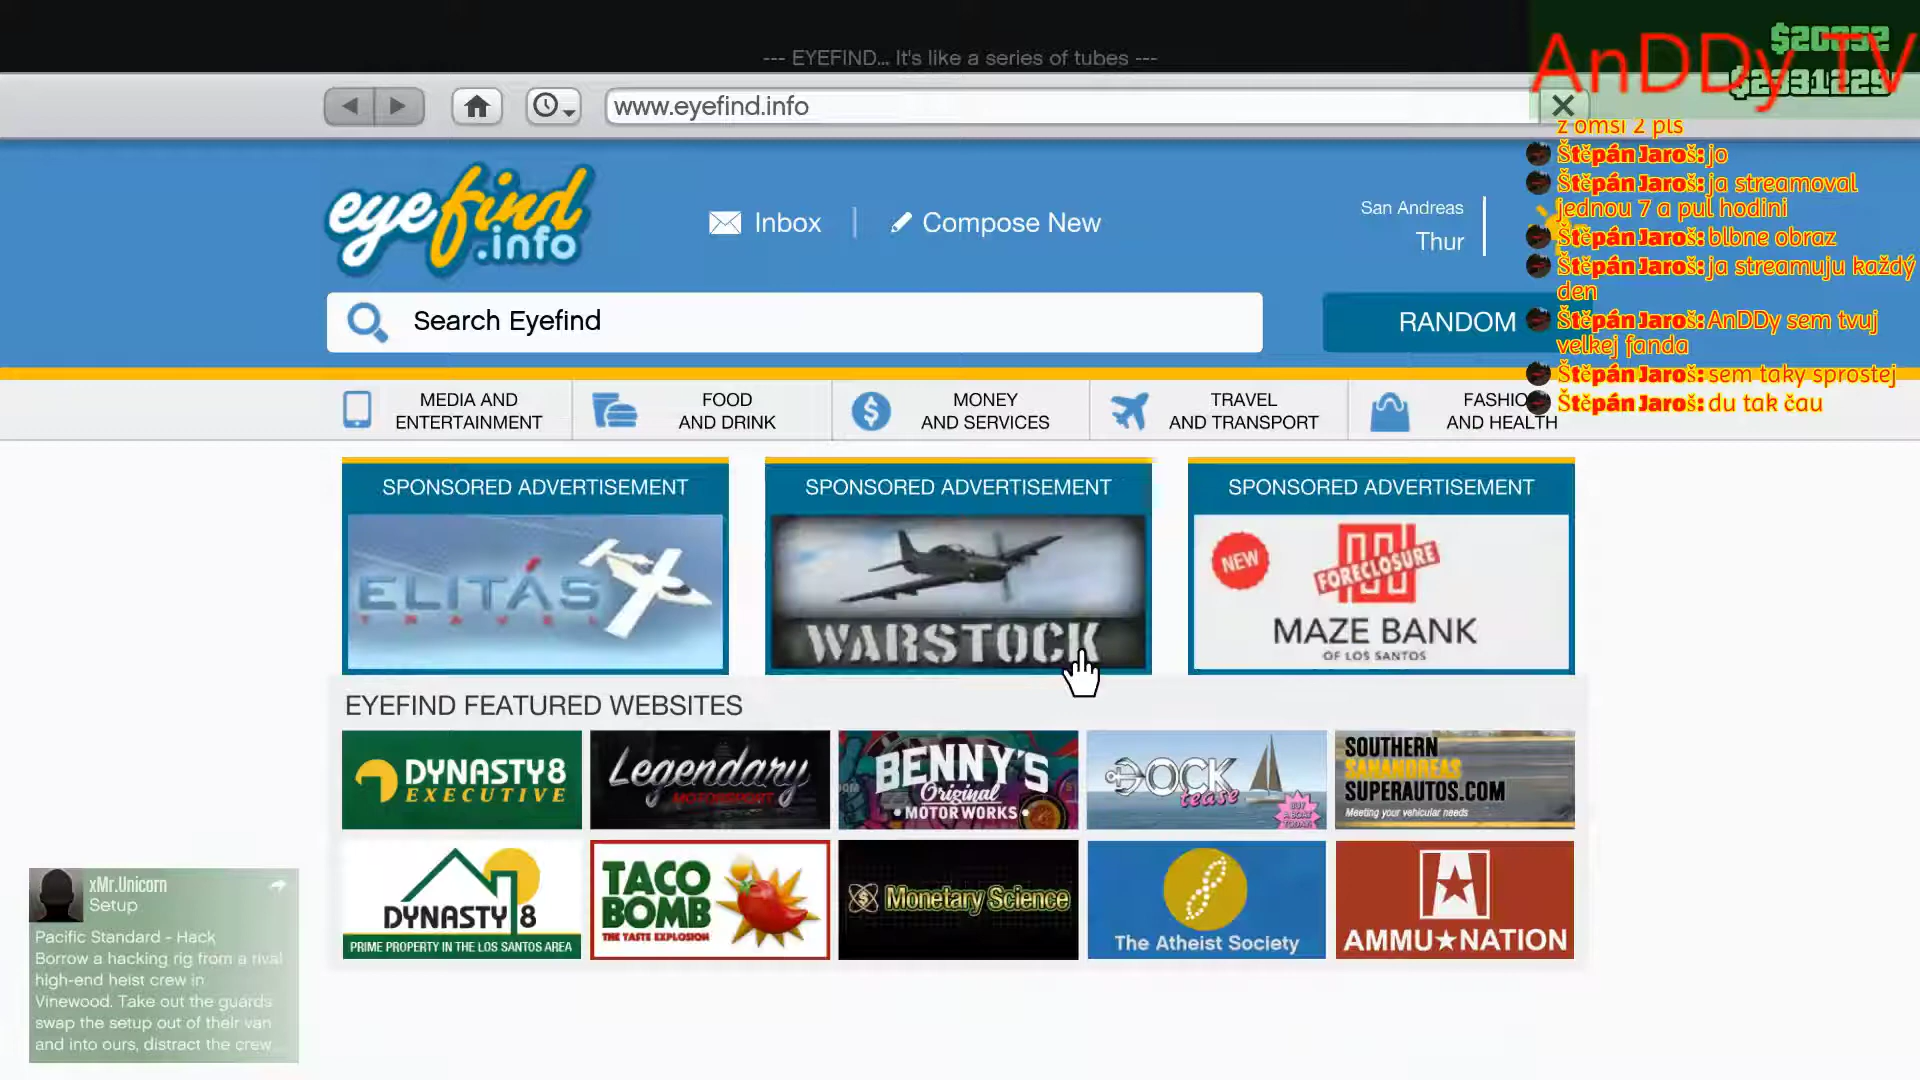 --- EYEFIND... It's like a series of tubes ---
AnDDy TV
www.eyefind.info
z omsi 2 pls
Štěpán Jaroš: jo
Štěpán Jaroš: ja streamoval
jednou 7 a pul hodini
Štěpán Jaroš: blbne obraz
Štěpán Jaroš: ja streamuju každý
den
Štěpán Jaroš: AnDDy sem tvuj
velkej fanda
Štěpán Jaroš: sem taky sprostej
Štěpán Jaroš: du tak čau
eyefind
.info
Inbox
Compose New
San Andreas
Thur
Search Eyefind
RANDOM
MEDIA AND
ENTERTAINMENT
FOOD
AND DRINK
MONEY
AND SERVICES
TRAVEL
AND TRANSPORT
FASHION
AND HEALTH
SPONSORED ADVERTISEMENT
ELITÁS
TRAVEL
SPONSORED ADVERTISEMENT
WARSTOCK
SPONSORED ADVERTISEMENT
NEW
FORECLOSURE
MAZE BANK
OF LOS SANTOS
EYEFIND FEATURED WEBSITES
DYNASTY 8
EXECUTIVE
Legendary
MOTORSPORT
BENNY'S
Original
• MOTOR WORKS •
DOCK
tease
BUY
A BOAT
TODAY!
SOUTHERN
SANANDREAS
SUPERAUTOS.COM
Meeting your vehicular needs
DYNASTY 8
PRIME PROPERTY IN THE LOS SANTOS AREA
TACO
BOMB
THE TASTE EXPLOSION
Monetary Science
The Atheist Society
AMMU★NATION
xMr.Unicorn
Setup
Pacific Standard - Hack
Borrow a hacking rig from a rival
high-end heist crew in
Vinewood. Take out the guards
swap the setup out of their van
and into ours, distract the crew...